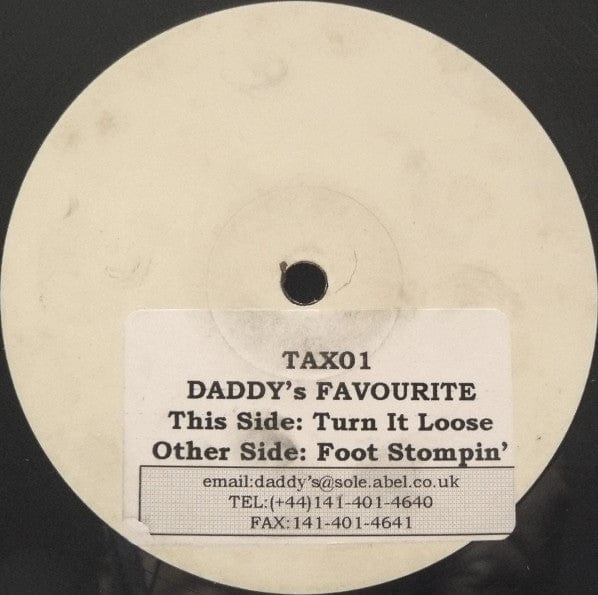 TAX01
DADDY's FAVOURITE
This Side: Turn It Loose
Other Side: Foot Stompin'
email:daddy's@sole.abel.co.uk
TEL:(+44)141-401-4640
FAX:141-401-4641